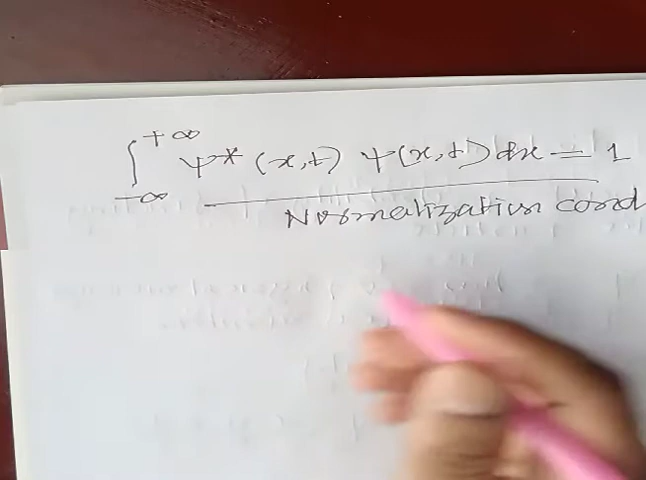 ∫_{-∞}^{+∞} ψ*(x,t) ψ(x,t) dx = 1
Normalization cond